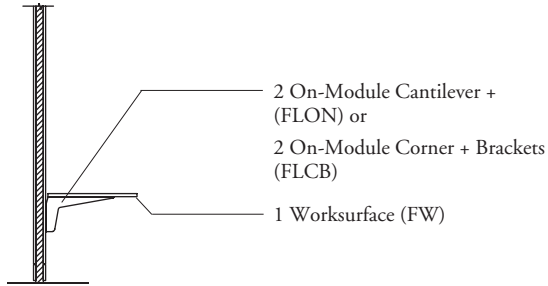 2 On-Module Cantilever +
(FLON) or
2 On-Module Corner + Brackets
(FLCB)
1 Worksurface (FW)